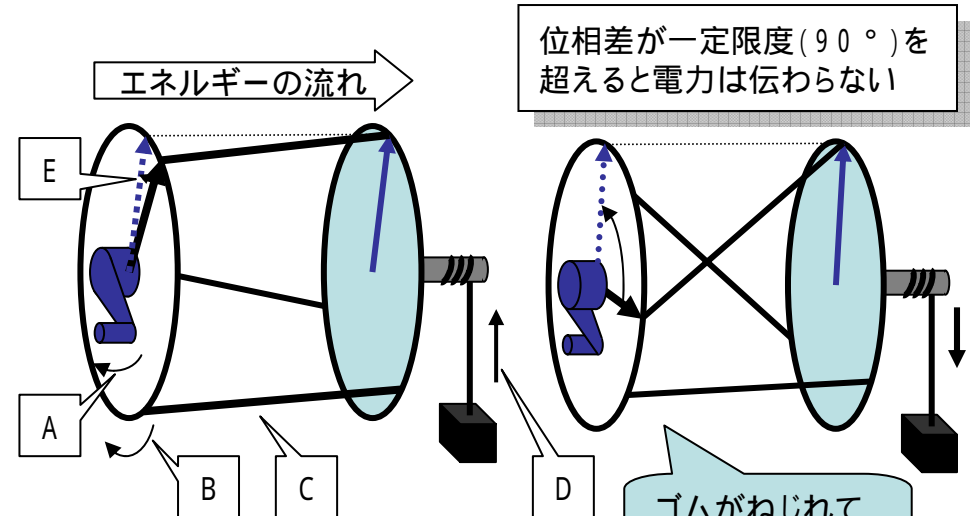 エネルギーの流れ
位相差が一定限度(90°)を
超えると電力は伝わらない
E
A
B
C
D
ゴムがねじれて